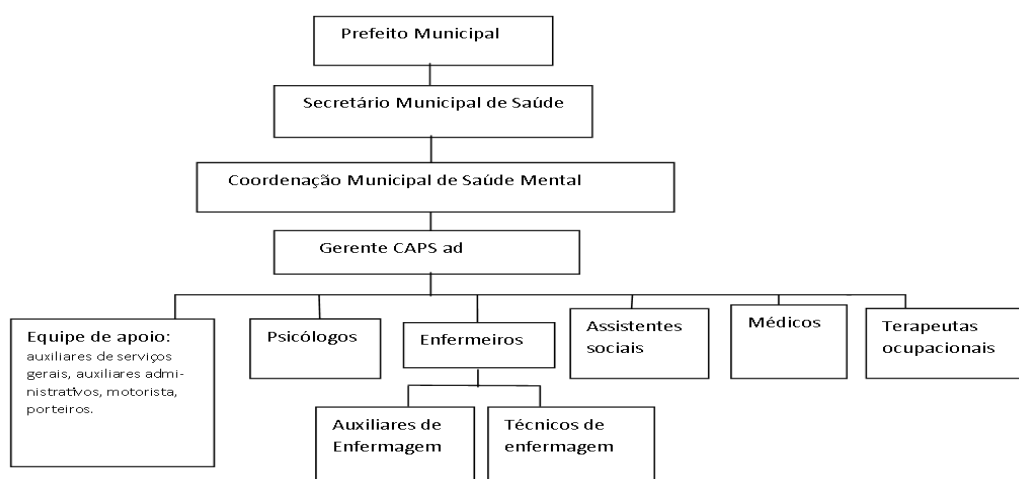 Prefeito Municipal
Secretário Municipal de Saúde
Coordenação Municipal de Saúde Mental
Gerente CAPS ad
Equipe de apoio:
auxiliares de serviços
gerais, auxiliares admi-
nistrativos, motorista,
porteiros.
Psicólogos
Enfermeiros
Assistentes
sociais
Médicos
Terapeutas
ocupacionais
Auxiliares de
Enfermagem
Técnicos de
enfermagem